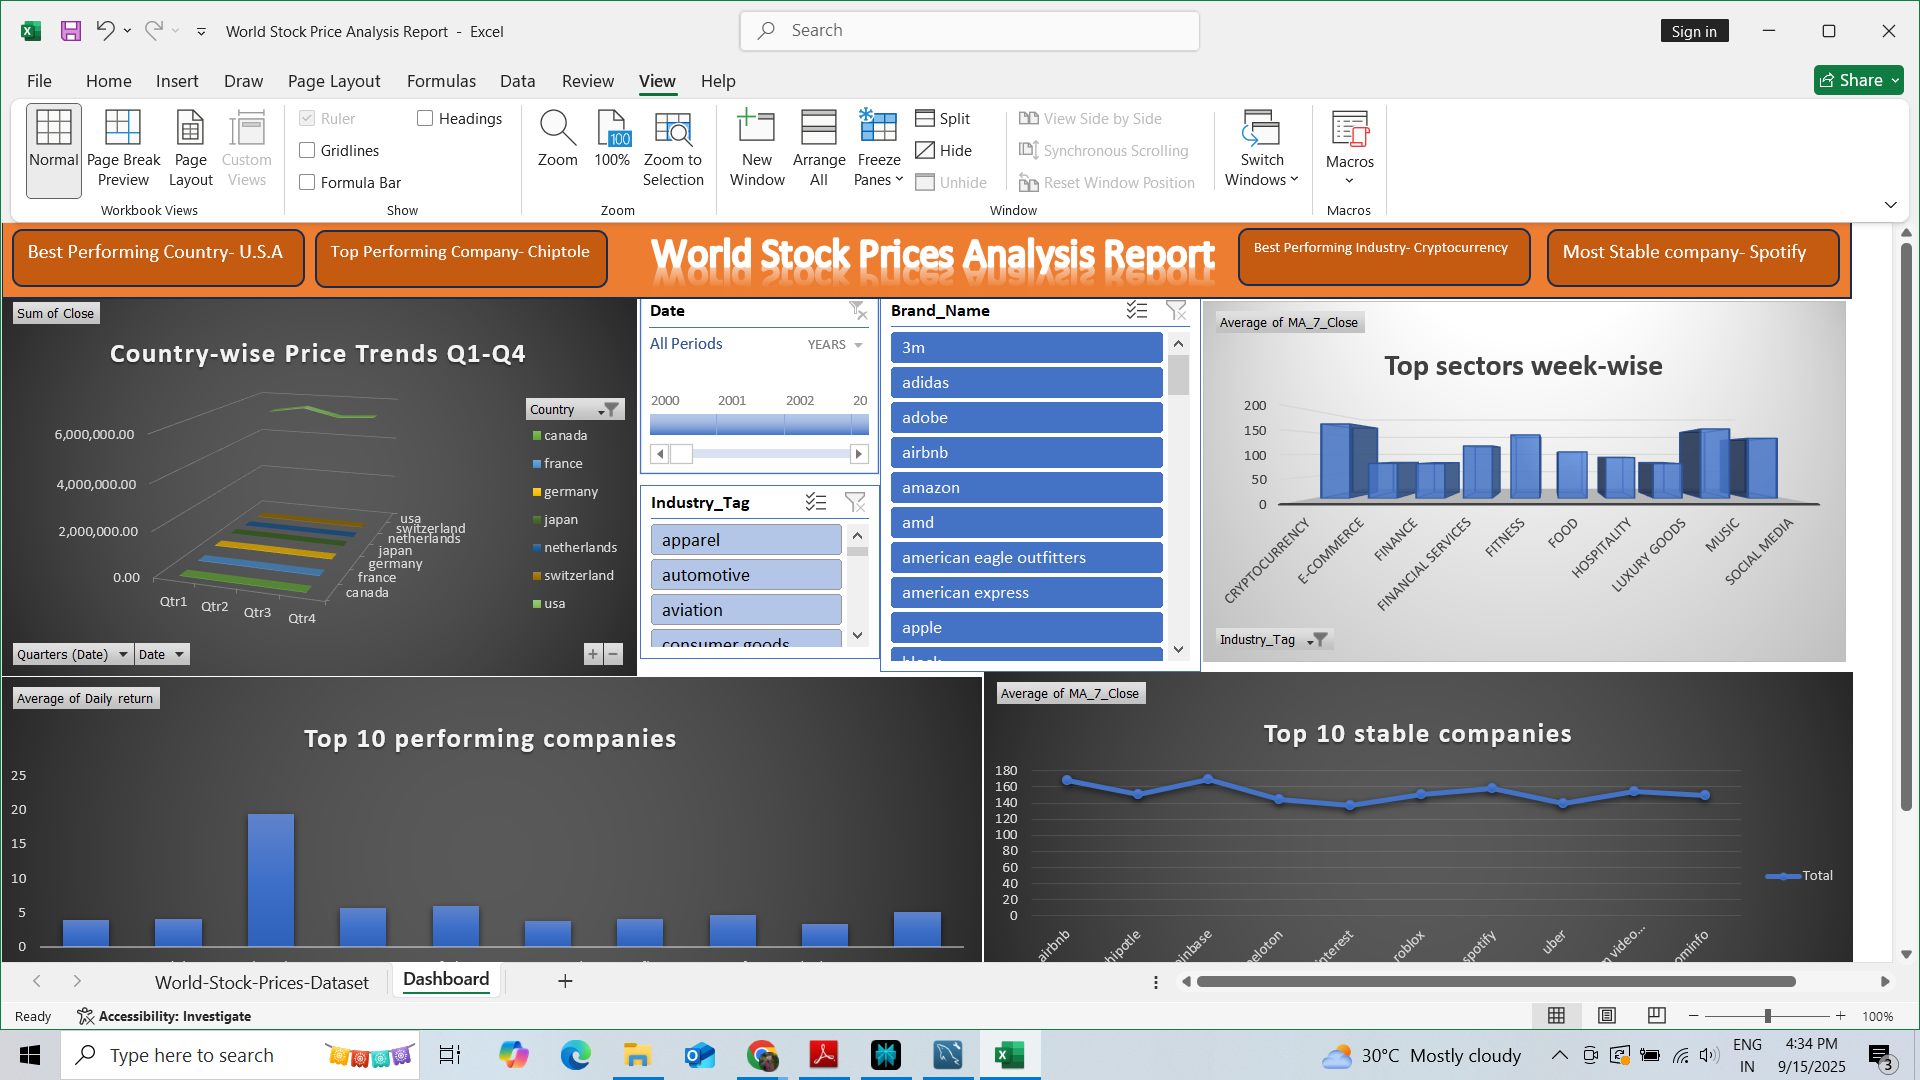 World Stock Price Analysis Report - Excel
Search
Sign in
File Home Insert Draw Page Layout Formulas Data Review View Help
Share
Normal
Page Break Preview
Page Layout
Custom Views
Workbook Views
Ruler
Headings
Gridlines
Formula Bar
Show
Zoom
100
100%
Zoom to Selection
Zoom
New Window
Arrange All
Freeze Panes
Split
Hide
Unhide
View Side by Side
Synchronous Scrolling
Reset Window Position
Window
Switch Windows
Macros
Macros
Best Performing Country- U.S.A
Top Performing Company- Chiptole
World Stock Prices Analysis Report
Best Performing Industry- Cryptocurrency
Most Stable company- Spotify
Sum of Close
Country-wise Price Trends Q1-Q4
6,000,000.00
4,000,000.00
2,000,000.00
0.00
Qtr1
Qtr2
Qtr3
Qtr4
usa
switzerland
netherlands
japan
germany
france
canada
Country
canada
france
germany
japan
netherlands
switzerland
usa
Quarters (Date)
Date
Date
All Periods
YEARS
2000 2001 2002 20
Industry_Tag
apparel
automotive
aviation
consumer goods
Brand_Name
3m
adidas
adobe
airbnb
amazon
amd
american eagle outfitters
american express
apple
Average of MA_7_Close
Top sectors week-wise
200
150
100
50
0
CRYPTOCURRENCY
E-COMMERCE
FINANCE
FINANCIAL SERVICES
FITNESS
FOOD
HOSPITALITY
LUXURY GOODS
MUSIC
SOCIAL MEDIA
Industry_Tag
Average of Daily return
Top 10 performing companies
25
20
15
10
5
0
Average of MA_7_Close
Top 10 stable companies
180
160
140
120
100
80
60
40
20
0
airbnb
hipotle
inbase
eloton
interest
roblox
spotify
uber
video...
ominfo
Total
World-Stock-Prices-Dataset
Dashboard
Ready
Accessibility: Investigate
100%
Type here to search
30°C Mostly cloudy
ENG
IN
4:34 PM
9/15/2025
3